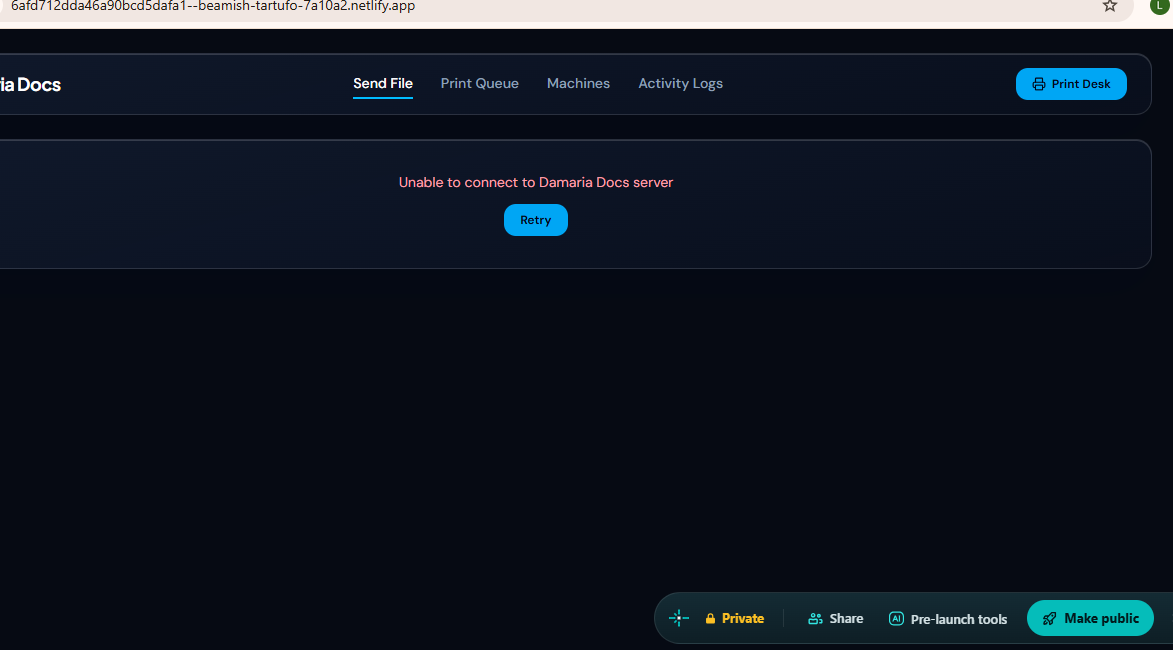 6afd712dda46a90bcd5dafa1--beamish-tartufo-7a10a2.netlify.app
L
ia Docs
Send File
Print Queue
Machines
Activity Logs
Print Desk
Unable to connect to Damaria Docs server
Retry
Private
Share
AI
Pre-launch tools
Make public